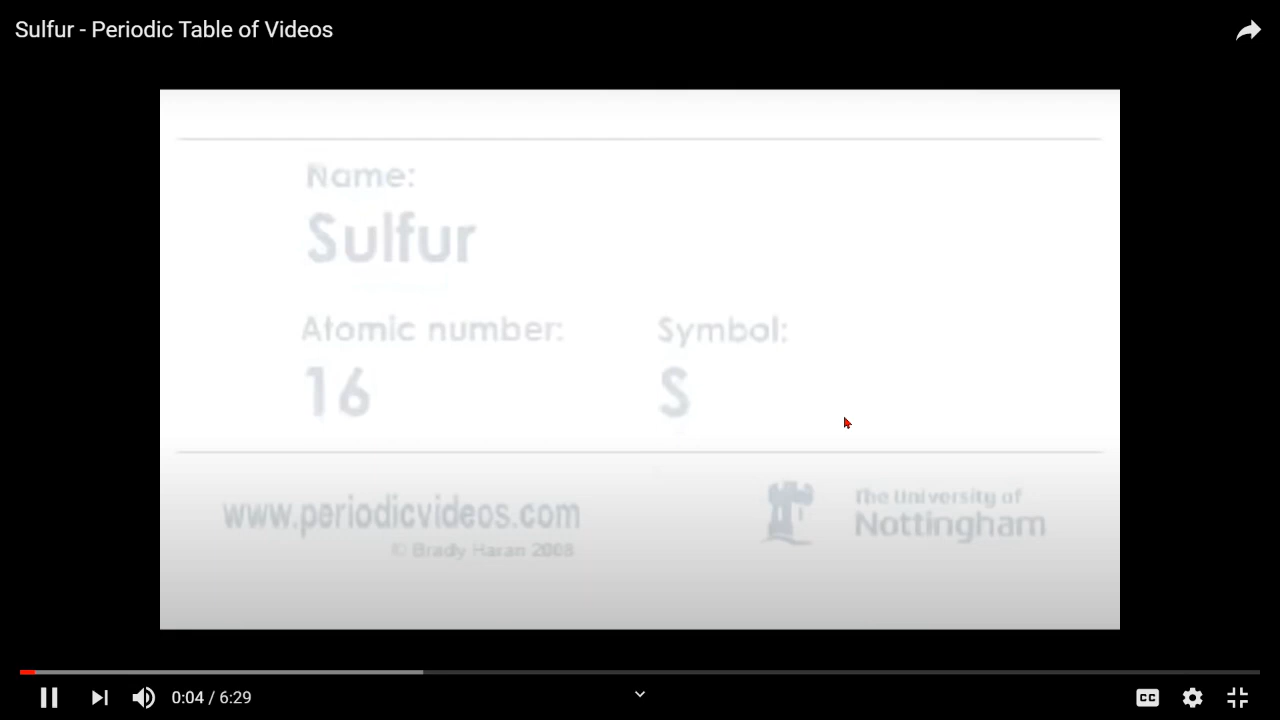 Sulfur - Periodic Table of Videos
Name:
Sulfur
Atomic number:
Symbol:
16
S
www.periodicvideos.com
© Brady Haran 2008
The University of
Nottingham
0:04 / 6:29
CC